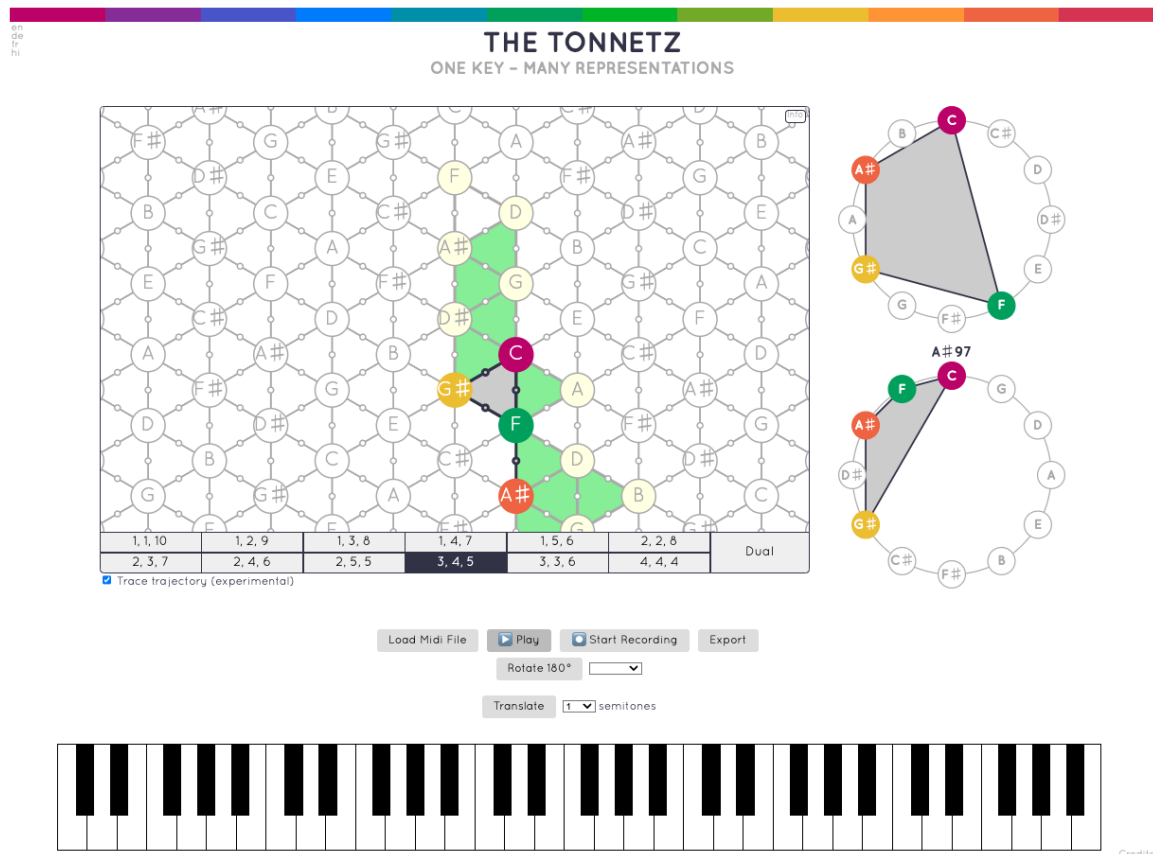 en
de
fr
hi
THE TONNETZ
ONE KEY – MANY REPRESENTATIONS
Info
A♯ B C C♯ D
F♯ G G♯ A A♯ B
D♯ E F F♯ G
B C C♯ D D♯ E
G♯ A A♯ B C
E F F♯ G G♯ A
C♯ D D♯ E F
A A♯ B C C♯ D
F♯ G G♯ A A♯
D D♯ E F F♯ G
B C C♯ D D♯
G G♯ A A♯ B C
E F F♯ G
1, 1, 10
1, 2, 9
1, 3, 8
1, 4, 7
1, 5, 6
2, 2, 8
Dual
2, 3, 7
2, 4, 6
2, 5, 5
3, 4, 5
3, 3, 6
4, 4, 4
Trace trajectory (experimental)
C
B C♯
A♯ D
A D♯
G♯ E
G F
F♯
A♯97
C
F G
A♯ D
D♯ A
G♯ E
C♯ B
F♯
Load Midi File
Play
Start Recording
Export
Rotate 180°
Translate
1
semitones
Credits